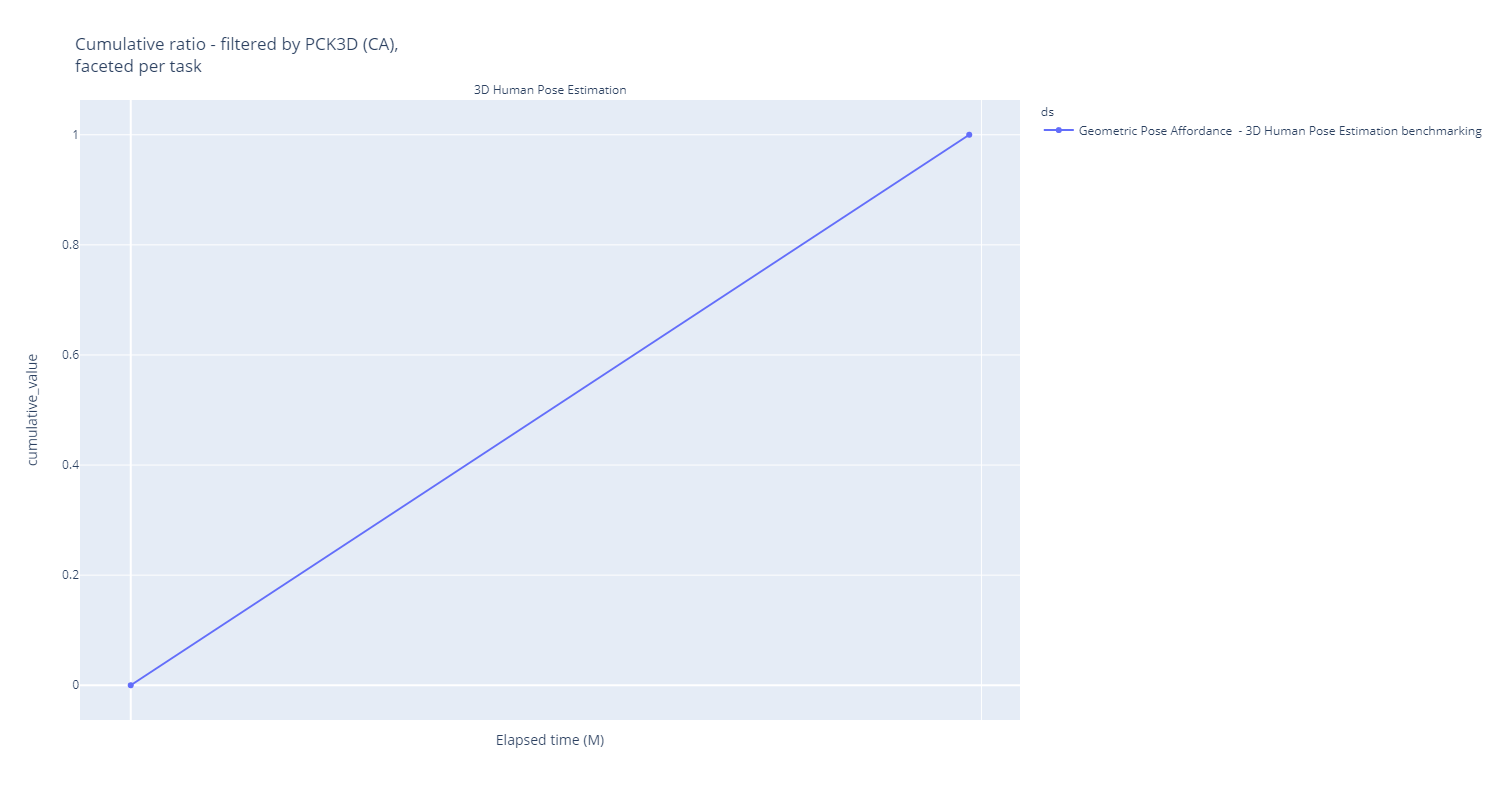 Cumulative ratio - filtered by PCK3D (CA),
faceted per task
3D Human Pose Estimation
ds
Geometric Pose Affordance  - 3D Human Pose Estimation benchmarking
1
0.8
0.6
0.4
0.2
0
cumulative_value
Elapsed time (M)